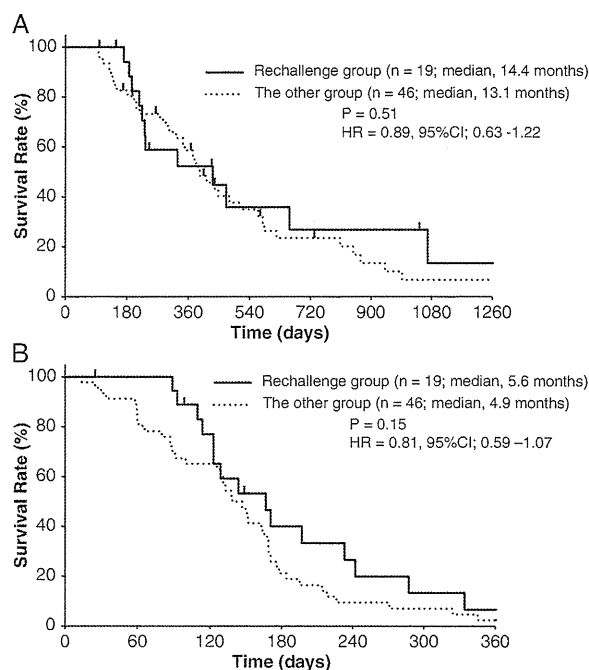 A
Survival Rate (%)
100
80
60
40
20
0
Rechallenge group (n = 19; median, 14.4 months)
The other group (n = 46; median, 13.1 months)
P = 0.51
HR = 0.89, 95%CI; 0.63 -1.22
0 180 360 540 720 900 1080 1260
Time (days)
B
Survival Rate (%)
100
80
60
40
20
0
Rechallenge group (n = 19; median, 5.6 months)
The other group (n = 46; median, 4.9 months)
P = 0.15
HR = 0.81, 95%CI; 0.59 –1.07
0 60 120 180 240 300 360
Time (days)